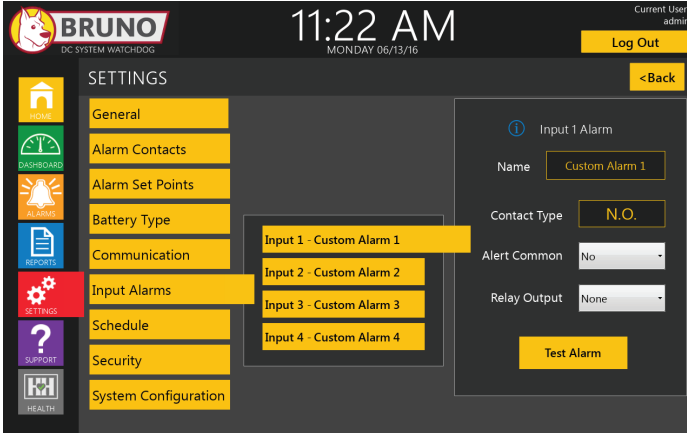 BRUNO
DC SYSTEM WATCHDOG
11:22 AM
MONDAY 06/13/16
Current User
admin
Log Out
SETTINGS
<Back
HOME
DASHBOARD
ALARMS
REPORTS
SETTINGS
SUPPORT
HEALTH
General
Alarm Contacts
Alarm Set Points
Battery Type
Communication
Input Alarms
Schedule
Security
System Configuration
Input 1 - Custom Alarm 1
Input 2 - Custom Alarm 2
Input 3 - Custom Alarm 3
Input 4 - Custom Alarm 4
Input 1 Alarm
Name Custom Alarm 1
Contact Type N.O.
Alert Common No
Relay Output None
Test Alarm